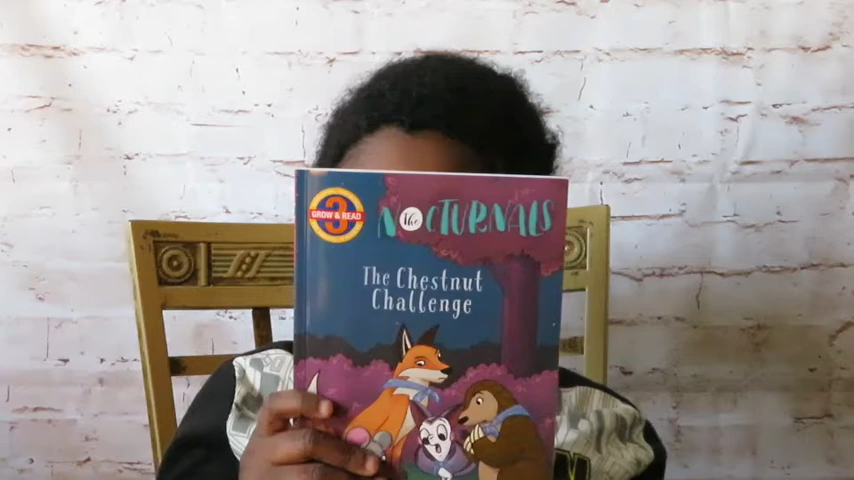 3
GROW & READ
the
NOCTURNALS
The Chestnut
Challenge